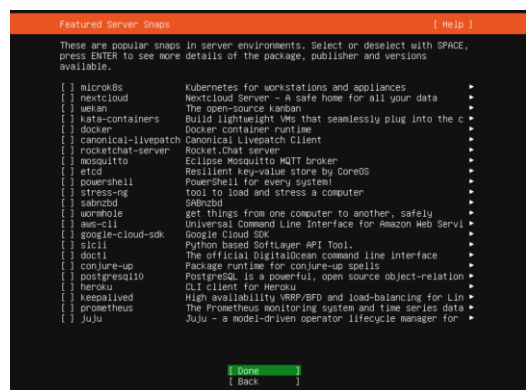 Featured Server Snaps [ Help ]
These are popular snaps in server environments. Select or deselect with SPACE,
press ENTER to see more details of the package, publisher and versions
available.
[ ] microk8s Kubernetes for workstations and appliances ▸
[ ] nextcloud Nextcloud Server - A safe home for all your data ▸
[ ] wekan The open-source kanban ▸
[ ] kata-containers Build lightweight VMs that seamlessly plug into the c ▸
[ ] docker Docker container runtime ▸
[ ] canonical-livepatch Canonical Livepatch Client ▸
[ ] rocketchat-server Rocket.Chat server ▸
[ ] mosquitto Eclipse Mosquitto MQTT broker ▸
[ ] etcd Resilient key-value store by CoreOS ▸
[ ] powershell PowerShell for every system! ▸
[ ] stress-ng tool to load and stress a computer ▸
[ ] sabnzbd SABnzbd ▸
[ ] wormhole get things from one computer to another, safely ▸
[ ] aws-cli Universal Command Line Interface for Amazon Web Servi ▸
[ ] google-cloud-sdk Google Cloud SDK ▸
[ ] slcli Python based SoftLayer API Tool. ▸
[ ] doctl The official DigitalOcean command line interface ▸
[ ] conjure-up Package runtime for conjure-up spells ▸
[ ] postgresql10 PostgreSQL is a powerful, open source object-relation ▸
[ ] heroku CLI client for Heroku ▸
[ ] keepalived High availability VRRP/BFD and load-balancing for Lin ▸
[ ] prometheus The Prometheus monitoring system and time series data ▸
[ ] juju Juju - a model-driven operator lifecycle manager for ▸
[ Done ]
[ Back ]